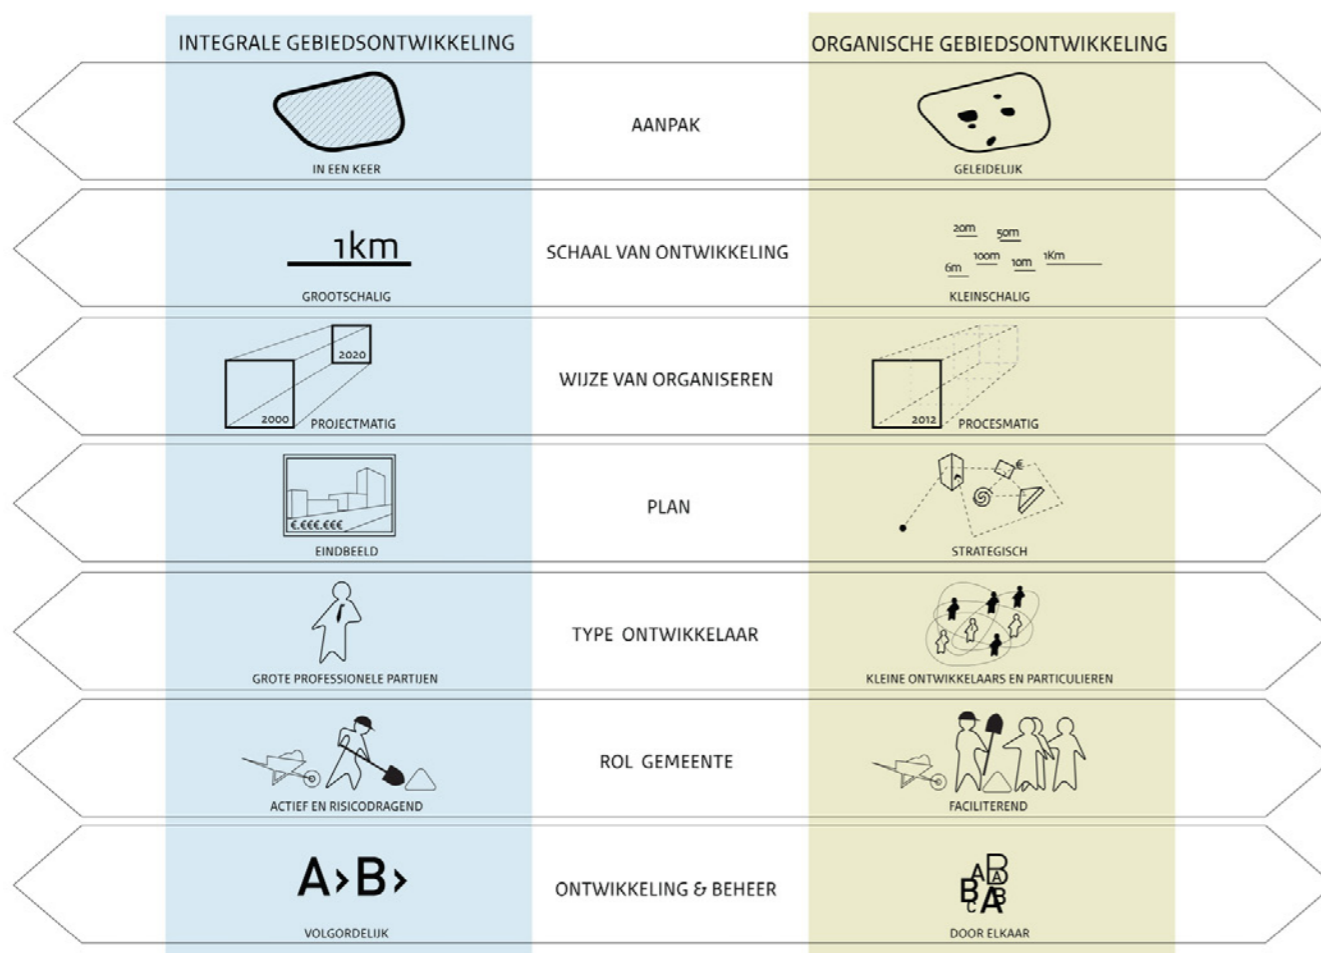 INTEGRALE GEBIEDSONTWIKKELING
ORGANISCHE GEBIEDSONTWIKKELING
AANPAK
IN EEN KEER
GELEIDELIJK
1km
SCHAAL VAN ONTWIKKELING
20m
50m
6m
100m
10m
1Km
GROOTSCHALIG
KLEINSCHALIG
2020
2000
WIJZE VAN ORGANISEREN
2012
PROJECTMATIG
PROCESMATIG
€.€€€.€€€
PLAN
€
EINDBEELD
STRATEGISCH
TYPE ONTWIKKELAAR
GROTE PROFESSIONELE PARTIJEN
KLEINE ONTWIKKELAARS EN PARTICULIEREN
ROL GEMEENTE
ACTIEF EN RISICODRAGEND
FACILITEREND
A>B>
ONTWIKKELING & BEHEER
B
A A
B B
C A
VOLGORDELIJK
DOOR ELKAAR